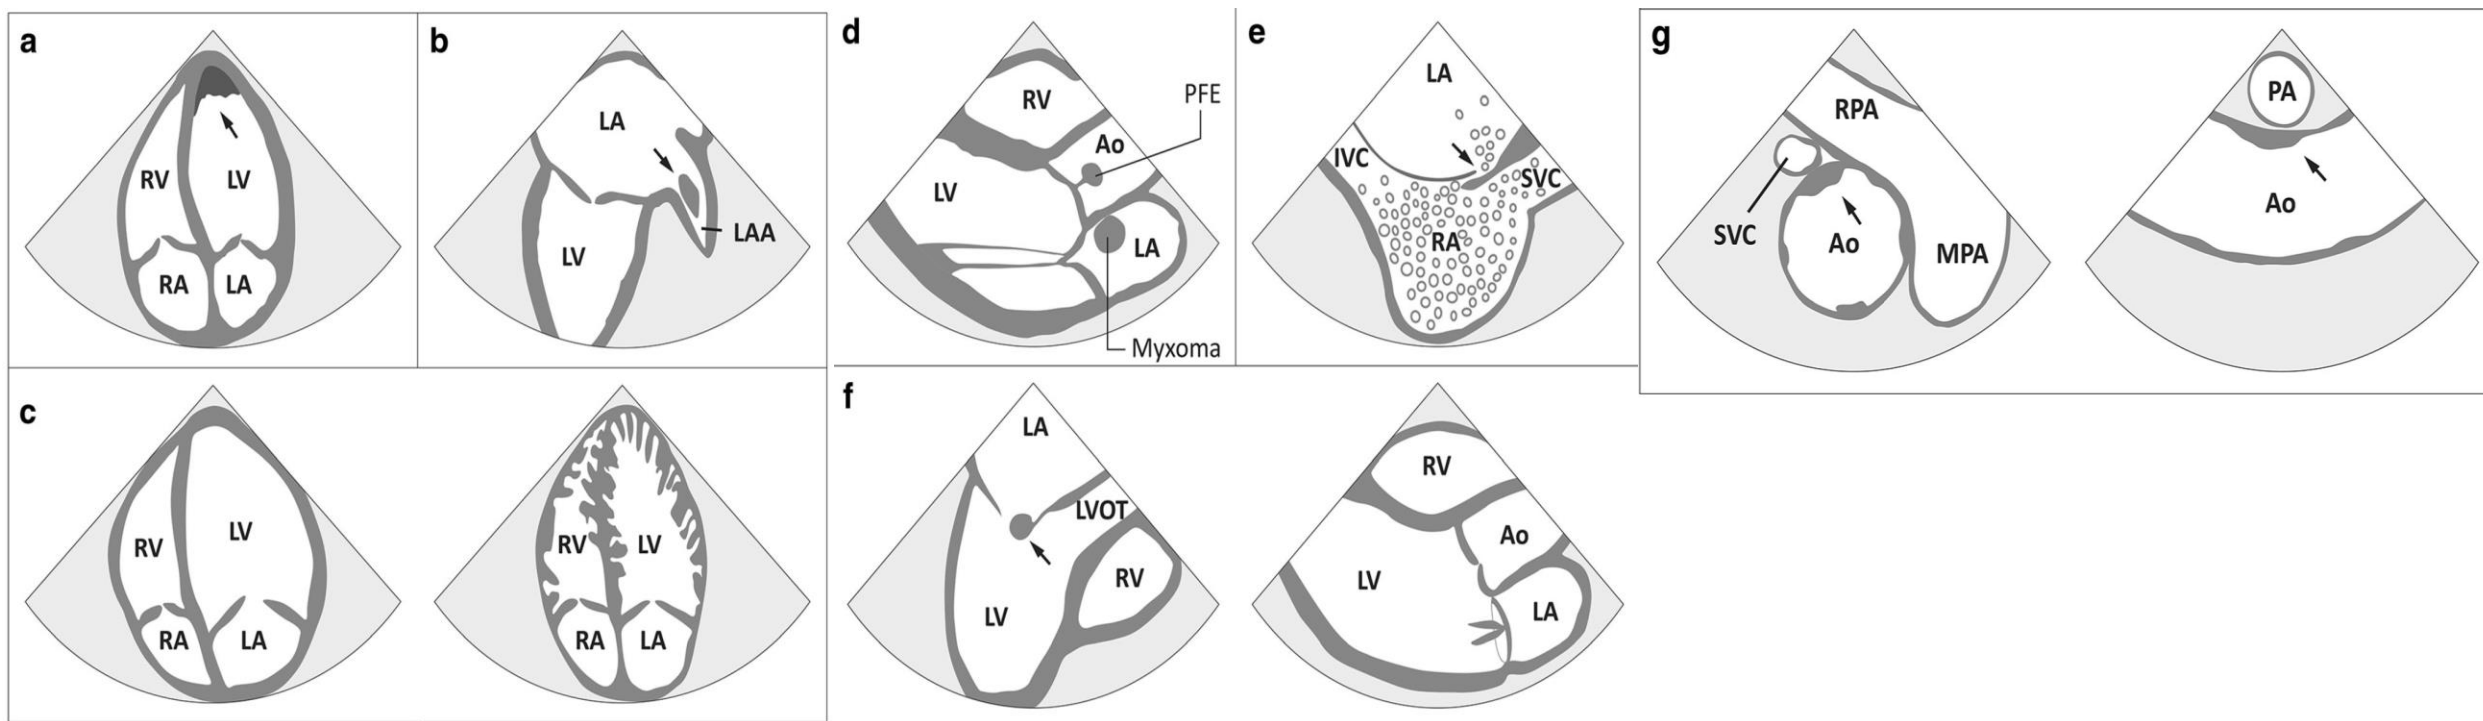 a
RV
LV
RA
LA
b
LA
LV
LAA
c
RV
LV
RA
LA
RV
LV
RA
LA
d
RV
PFE
Ao
LV
LA
Myxoma
e
LA
IVC
SVC
RA
f
LA
LVOT
RV
LV
RV
Ao
LV
LA
g
RPA
SVC
Ao
MPA
PA
Ao